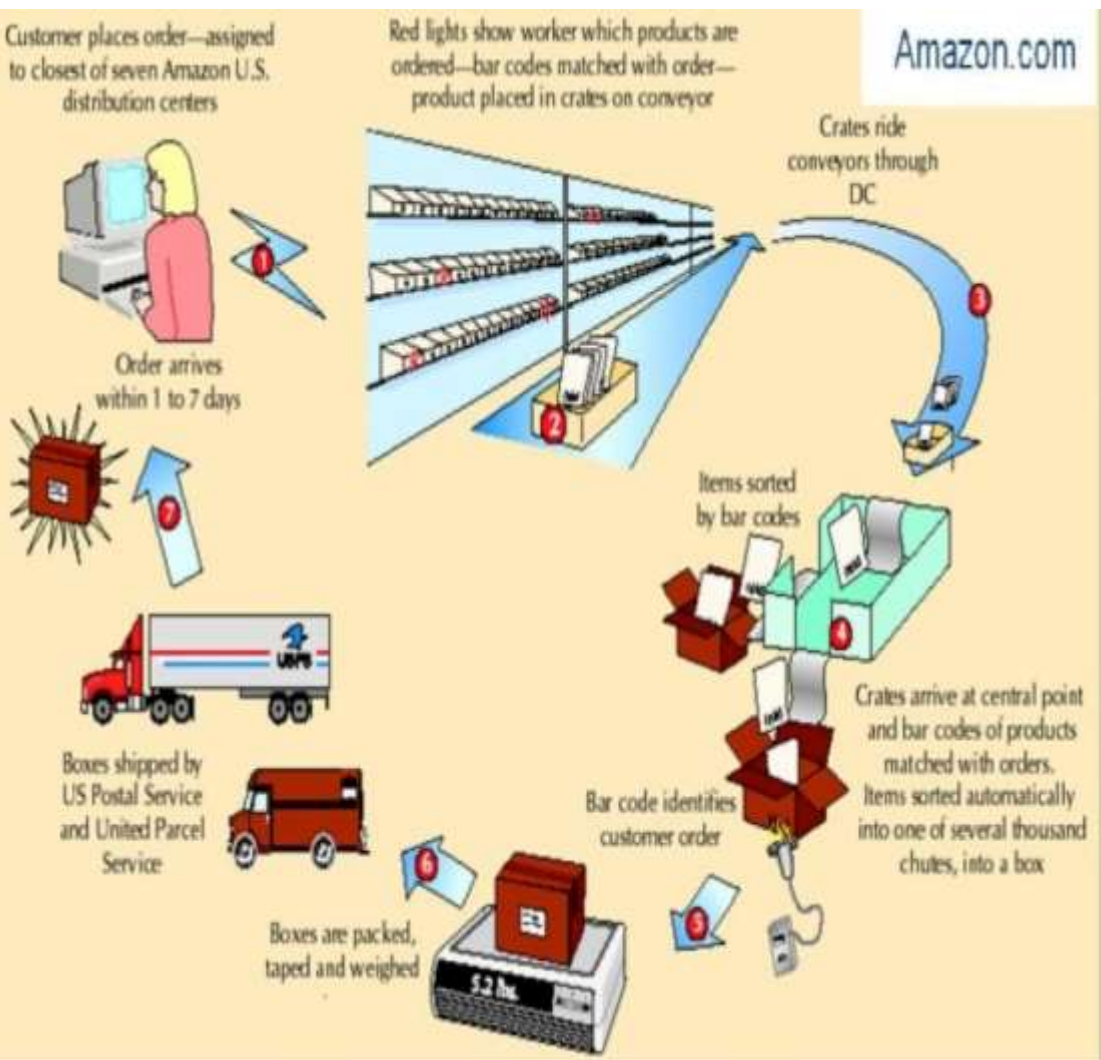 Customer places order—assigned
to closest of seven Amazon U.S.
distribution centers
Red lights show worker which products are
ordered—bar codes matched with order—
product placed in crates on conveyor
Amazon.com
Crates ride
conveyors through
DC
1
2
3
Items sorted
by bar codes
4
Crates arrive at central point
and bar codes of products
matched with orders.
Items sorted automatically
into one of several thousand
chutes, into a box
Bar code identifies
customer order
5
Boxes are packed,
taped and weighed
5.2 lbs.
6
Boxes shipped by
US Postal Service
and United Parcel
Service
USPS
7
Order arrives
within 1 to 7 days